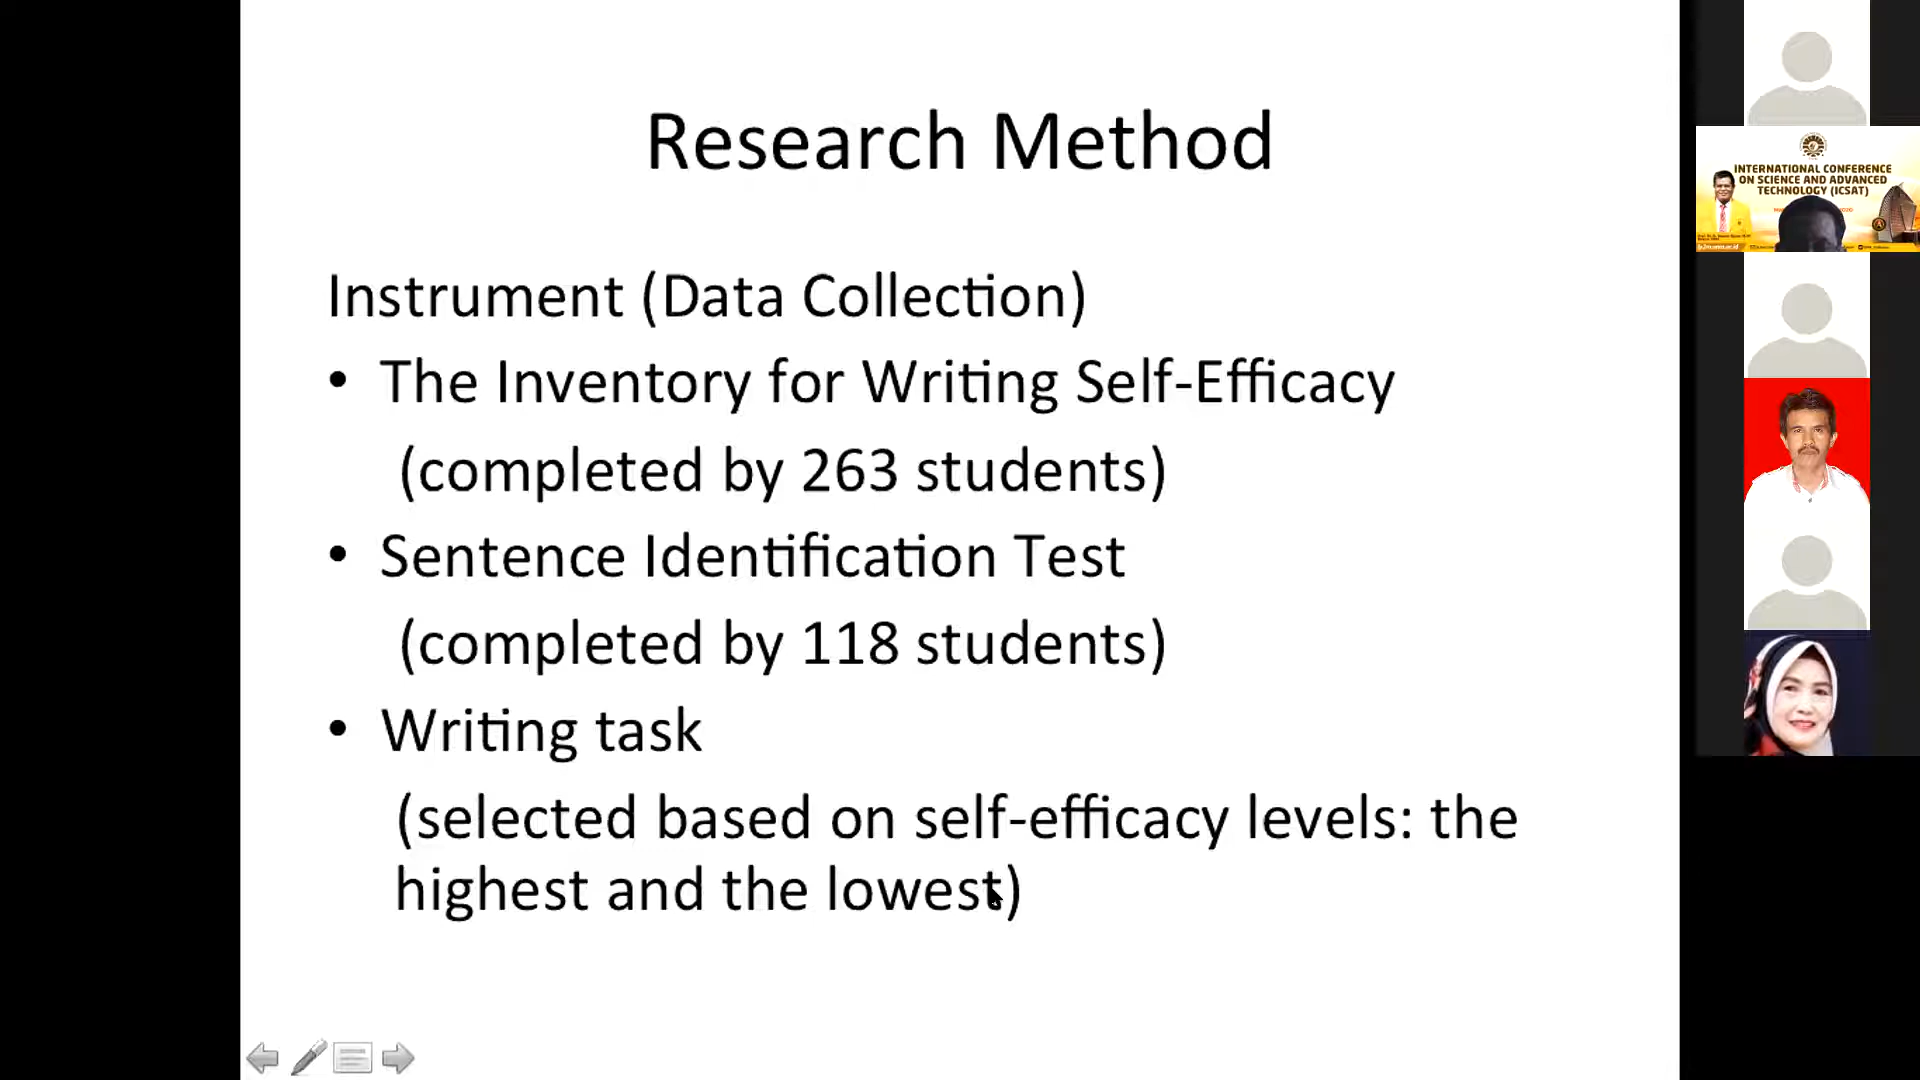 Research Method
Instrument (Data Collection)
• The Inventory for Writing Self-Efficacy
(completed by 263 students)
• Sentence Identification Test
(completed by 118 students)
• Writing task
(selected based on self-efficacy levels: the
highest and the lowest)
INTERNATIONAL CONFERENCE
ON SCIENCE AND ADVANCED
TECHNOLOGY (ICSAT)